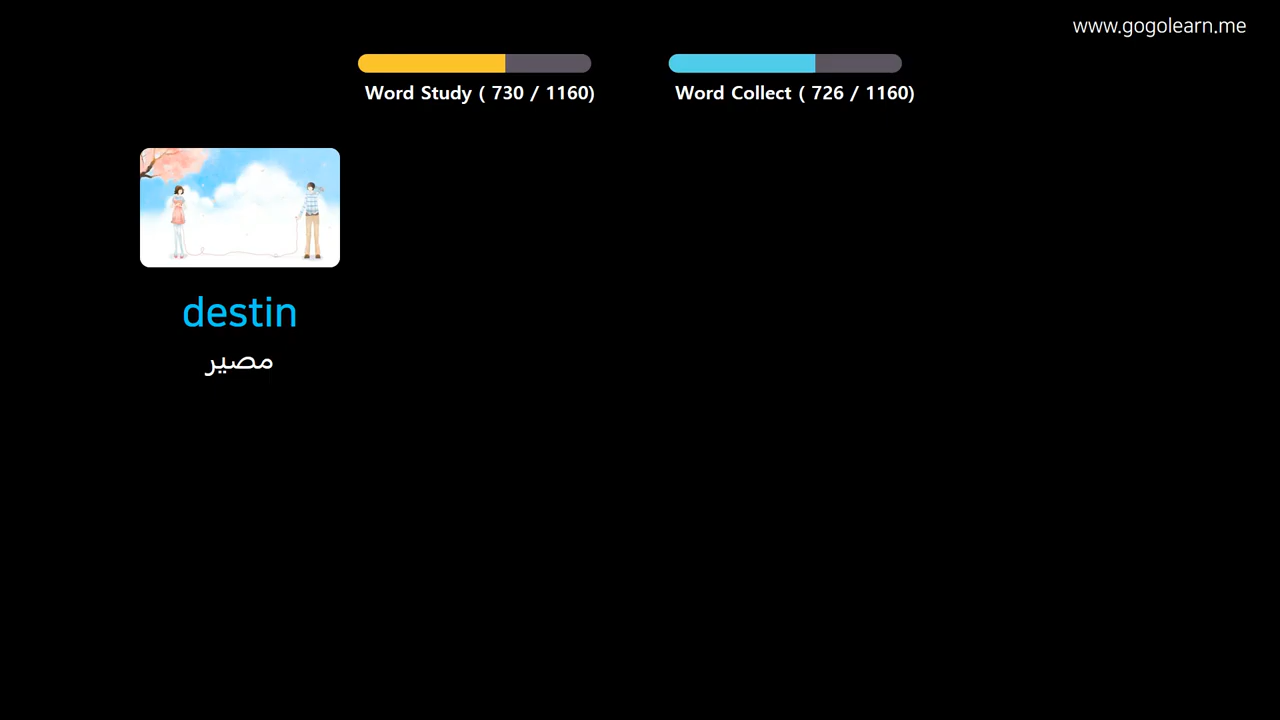 www.gogolearn.me
Word Study ( 730 / 1160)
Word Collect ( 726 / 1160)
destin
مصير